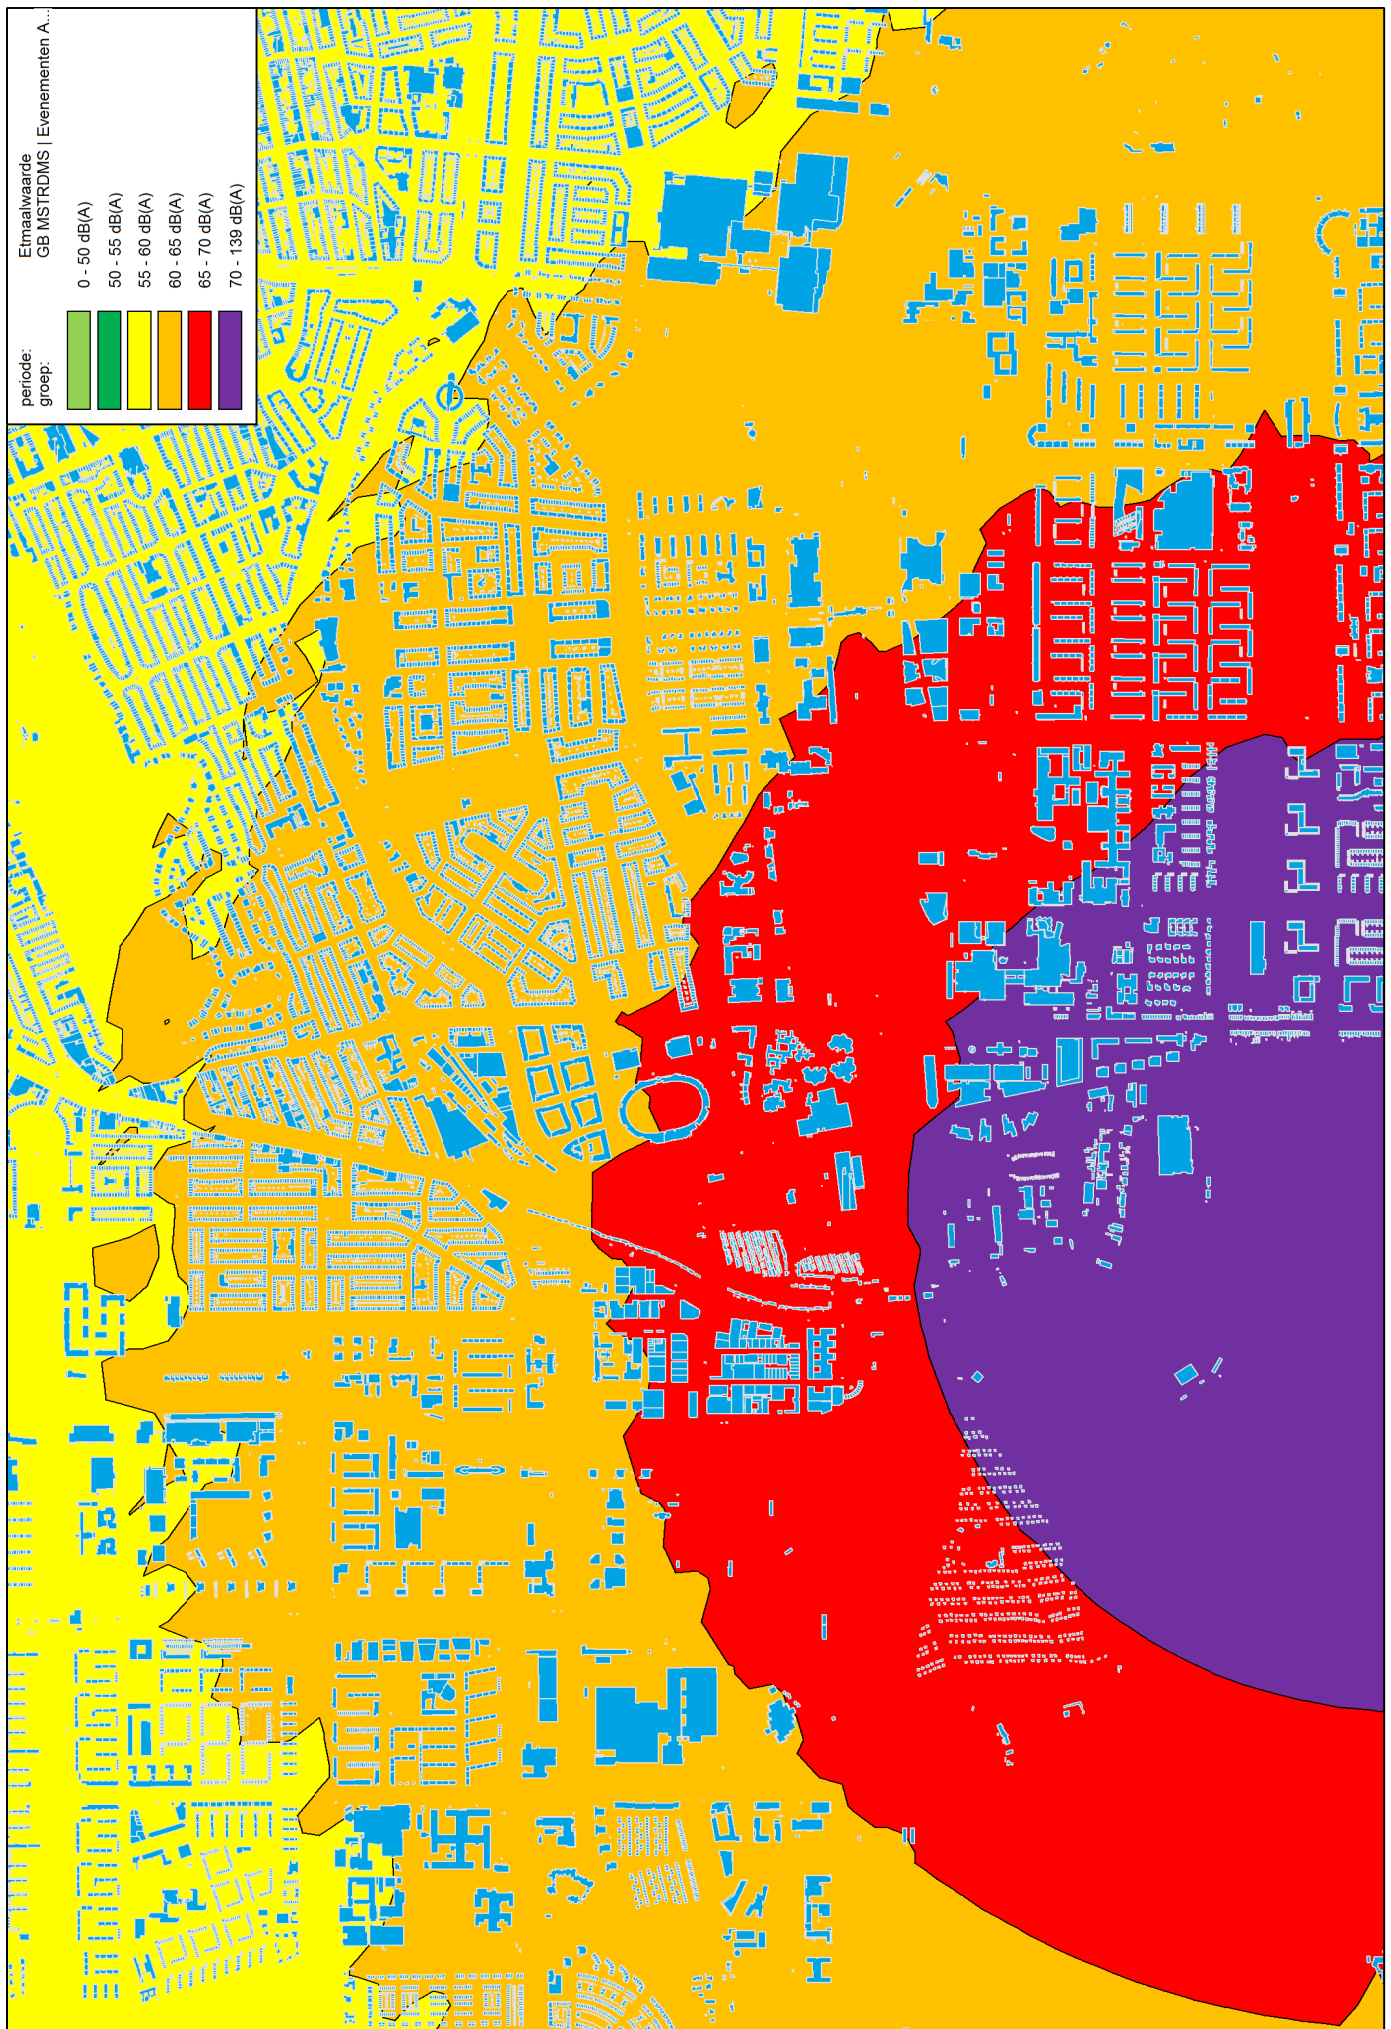 periode: Etmaalwaarde
groep: GB MSTRDMS | Evenementen A...
0 - 50 dB(A)
50 - 55 dB(A)
55 - 60 dB(A)
60 - 65 dB(A)
65 - 70 dB(A)
70 - 139 dB(A)